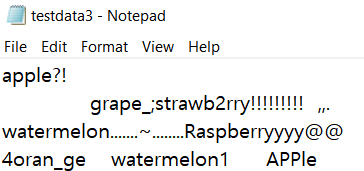 testdata3 - Notepad
File Edit Format View Help
apple?!
grape_;strawb2rry!!!!!!!!! ,,.
watermelon.......~........Raspberryyyy@@
4oran_ge watermelon1 APPle